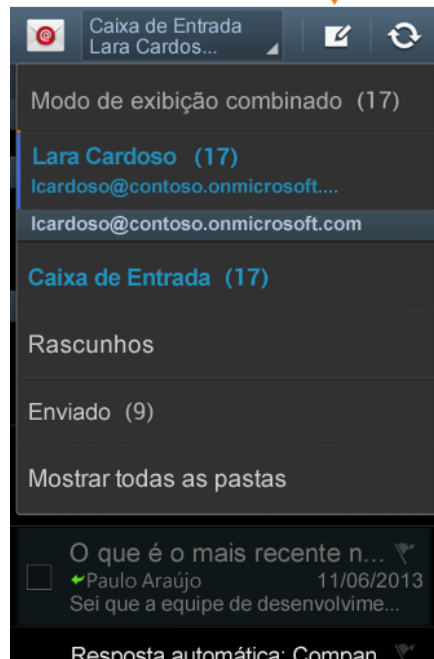 Caixa de Entrada
Lara Cardos...
Modo de exibição combinado (17)
Lara Cardoso (17)
lcardoso@contoso.onmicrosoft....
lcardoso@contoso.onmicrosoft.com
Caixa de Entrada (17)
Rascunhos
Enviado (9)
Mostrar todas as pastas
O que é o mais recente n...
Paulo Araújo 11/06/2013
Sei que a equipe de desenvolvime...
Resposta automática: Compan